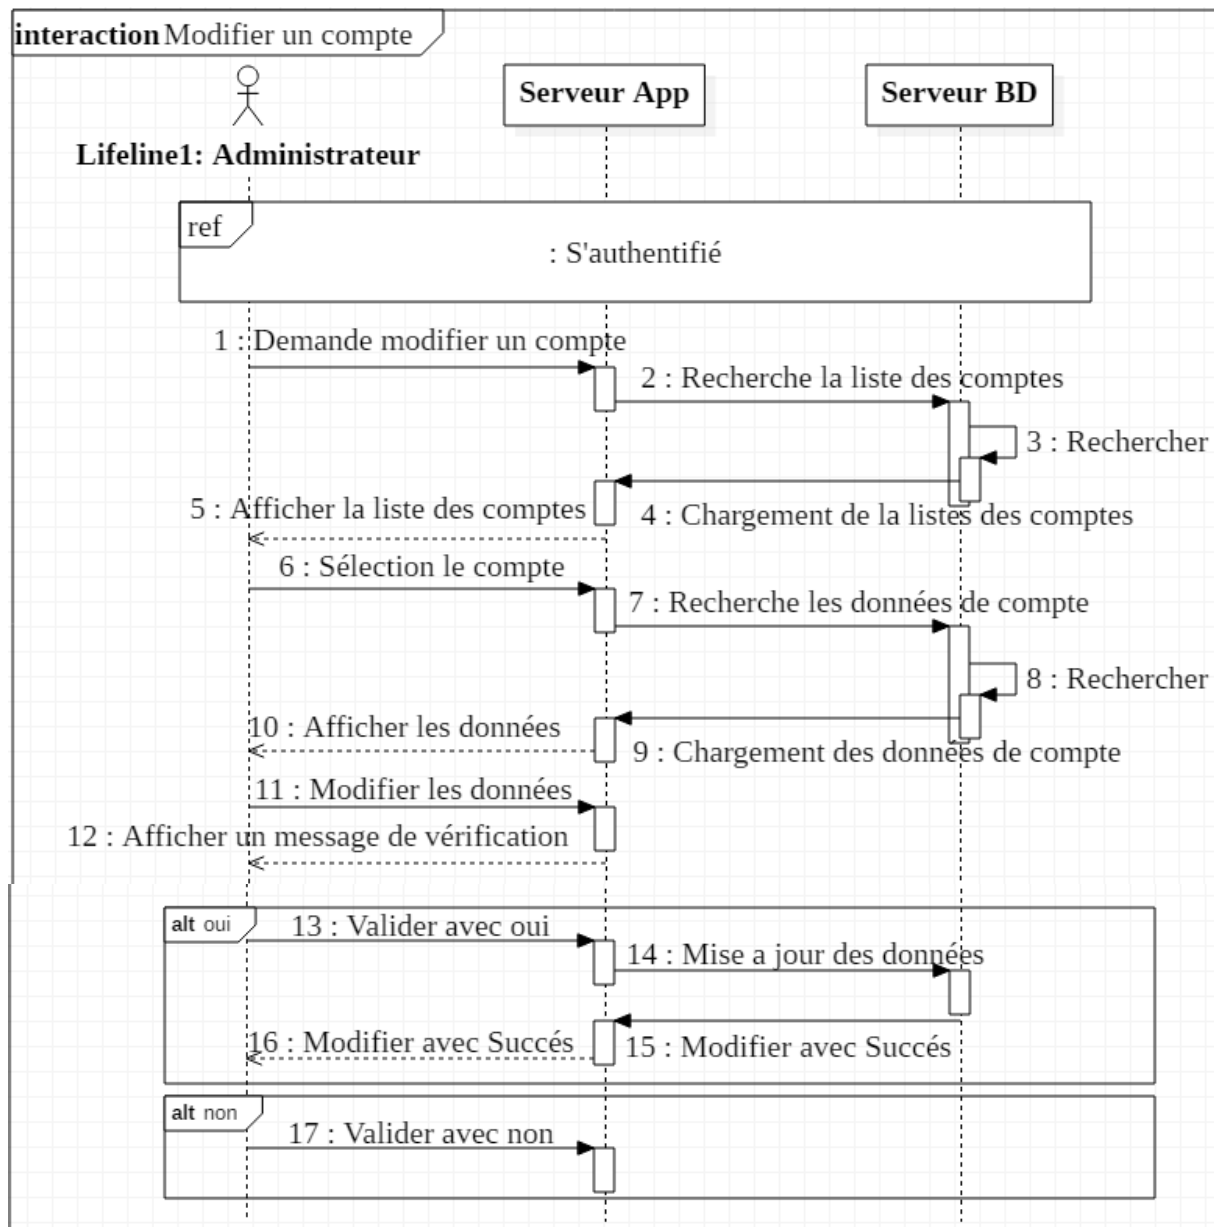 interaction Modifier un compte
Serveur App
Serveur BD
Lifeline1: Administrateur
ref
: S'authentifié
1 : Demande modifier un compte
2 : Recherche la liste des comptes
3 : Rechercher
5 : Afficher la liste des comptes
4 : Chargement de la listes des comptes
6 : Sélection le compte
7 : Recherche les données de compte
8 : Rechercher
10 : Afficher les données
9 : Chargement des données de compte
11 : Modifier les données
12 : Afficher un message de vérification
alt oui
13 : Valider avec oui
14 : Mise a jour des données
16 : Modifier avec Succés
15 : Modifier avec Succés
alt non
17 : Valider avec non